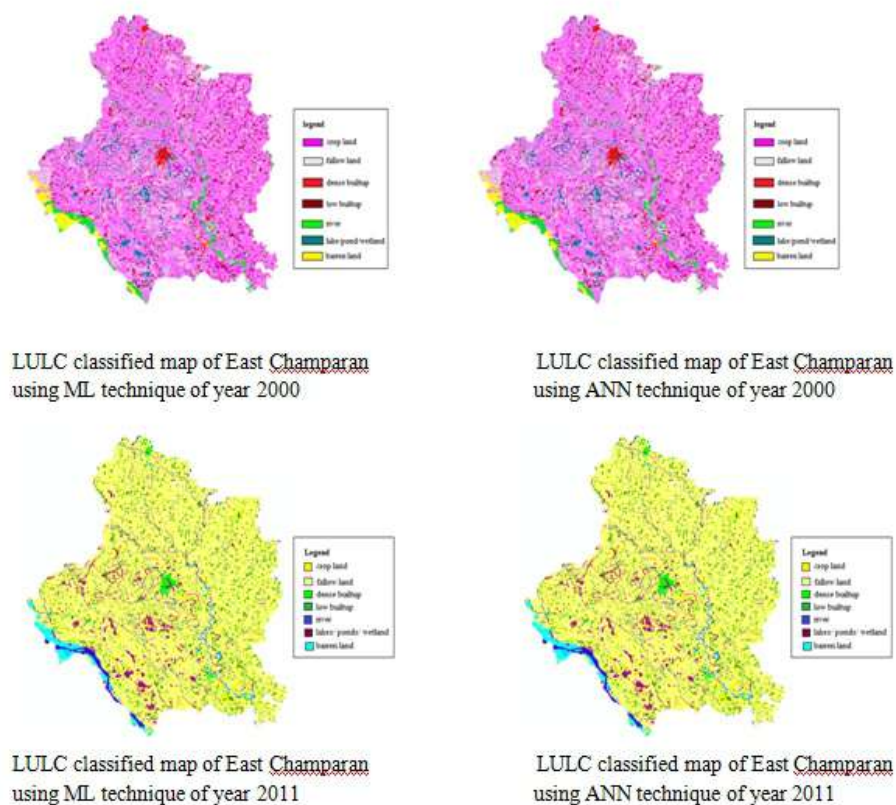 legend
crop land
fallow land
dense builtup
low builtup
river
lake/pond/wetland
barren land
legend
crop land
fallow land
dense builtup
low builtup
river
lake/pond/wetland
barren land
LULC classified map of East Champaran
using ML technique of year 2000
LULC classified map of East Champaran
using ANN technique of year 2000
Legend
crop land
fallow land
dense builtup
low builtup
river
lakes/ ponds/ wetland
barren land
Legend
crop land
fallow land
dense builtup
low builtup
river
lakes/ ponds/ wetland
barren land
LULC classified map of East Champaran
using ML technique of year 2011
LULC classified map of East Champaran
using ANN technique of year 2011